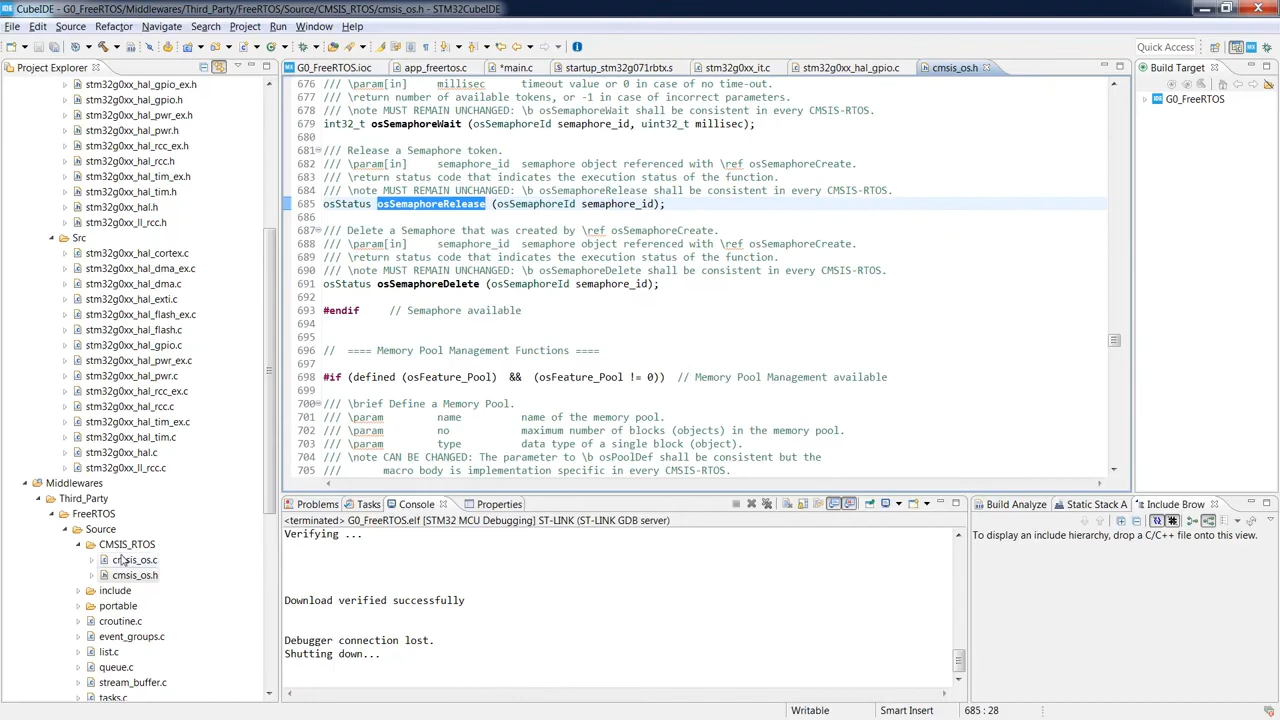 CubeIDE - G0_FreeRTOS/Middlewares/Third_Party/FreeRTOS/Source/CMSIS_RTOS/cmsis_os.h - STM32CubeIDE
File Edit Source Refactor Navigate Search Project Run Window Help
Quick Access
Project Explorer
stm32g0xx_hal_gpio_ex.h
stm32g0xx_hal_gpio.h
stm32g0xx_hal_pwr_ex.h
stm32g0xx_hal_pwr.h
stm32g0xx_hal_rcc_ex.h
stm32g0xx_hal_rcc.h
stm32g0xx_hal_tim_ex.h
stm32g0xx_hal_tim.h
stm32g0xx_hal.h
stm32g0xx_ll_rcc.h
Src
stm32g0xx_hal_cortex.c
stm32g0xx_hal_dma_ex.c
stm32g0xx_hal_dma.c
stm32g0xx_hal_exti.c
stm32g0xx_hal_flash_ex.c
stm32g0xx_hal_flash.c
stm32g0xx_hal_gpio.c
stm32g0xx_hal_pwr_ex.c
stm32g0xx_hal_pwr.c
stm32g0xx_hal_rcc_ex.c
stm32g0xx_hal_rcc.c
stm32g0xx_hal_tim_ex.c
stm32g0xx_hal_tim.c
stm32g0xx_hal.c
stm32g0xx_ll_rcc.c
Middlewares
Third_Party
FreeRTOS
Source
CMSIS_RTOS
cmsis_os.c
cmsis_os.h
include
portable
croutine.c
event_groups.c
list.c
queue.c
stream_buffer.c
tasks.c
G0_FreeRTOS.ioc app_freertos.c *main.c startup_stm32g071rbtx.s stm32g0xx_it.c stm32g0xx_hal_gpio.c cmsis_os.h
676 /// \param[in] millisec timeout value or 0 in case of no time-out.
677 /// \return number of available tokens, or -1 in case of incorrect parameters.
678 /// \note MUST REMAIN UNCHANGED: \b osSemaphoreWait shall be consistent in every CMSIS-RTOS.
679 int32_t osSemaphoreWait (osSemaphoreId semaphore_id, uint32_t millisec);
680
681 /// Release a Semaphore token.
682 /// \param[in] semaphore_id semaphore object referenced with \ref osSemaphoreCreate.
683 /// \return status code that indicates the execution status of the function.
684 /// \note MUST REMAIN UNCHANGED: \b osSemaphoreRelease shall be consistent in every CMSIS-RTOS.
685 osStatus osSemaphoreRelease (osSemaphoreId semaphore_id);
686
687 /// Delete a Semaphore that was created by \ref osSemaphoreCreate.
688 /// \param[in] semaphore_id semaphore object referenced with \ref osSemaphoreCreate.
689 /// \return status code that indicates the execution status of the function.
690 /// \note MUST REMAIN UNCHANGED: \b osSemaphoreDelete shall be consistent in every CMSIS-RTOS.
691 osStatus osSemaphoreDelete (osSemaphoreId semaphore_id);
692
693 #endif // Semaphore available
694
695
696 // ==== Memory Pool Management Functions ====
697
698 #if (defined (osFeature_Pool) && (osFeature_Pool != 0)) // Memory Pool Management available
699
700 /// \brief Define a Memory Pool.
701 /// \param name name of the memory pool.
702 /// \param no maximum number of blocks (objects) in the memory pool.
703 /// \param type data type of a single block (object).
704 /// \note CAN BE CHANGED: The parameter to \b osPoolDef shall be consistent but the
705 /// macro body is implementation specific in every CMSIS-RTOS.
Build Target
G0_FreeRTOS
Problems Tasks Console Properties
<terminated> G0_FreeRTOS.elf [STM32 MCU Debugging] ST-LINK (ST-LINK GDB server)
Verifying ...
Download verified successfully
Debugger connection lost.
Shutting down...
Build Analyze Static Stack A Include Brow
To display an include hierarchy, drop a C/C++ file onto this view.
Writable Smart Insert 685 : 28